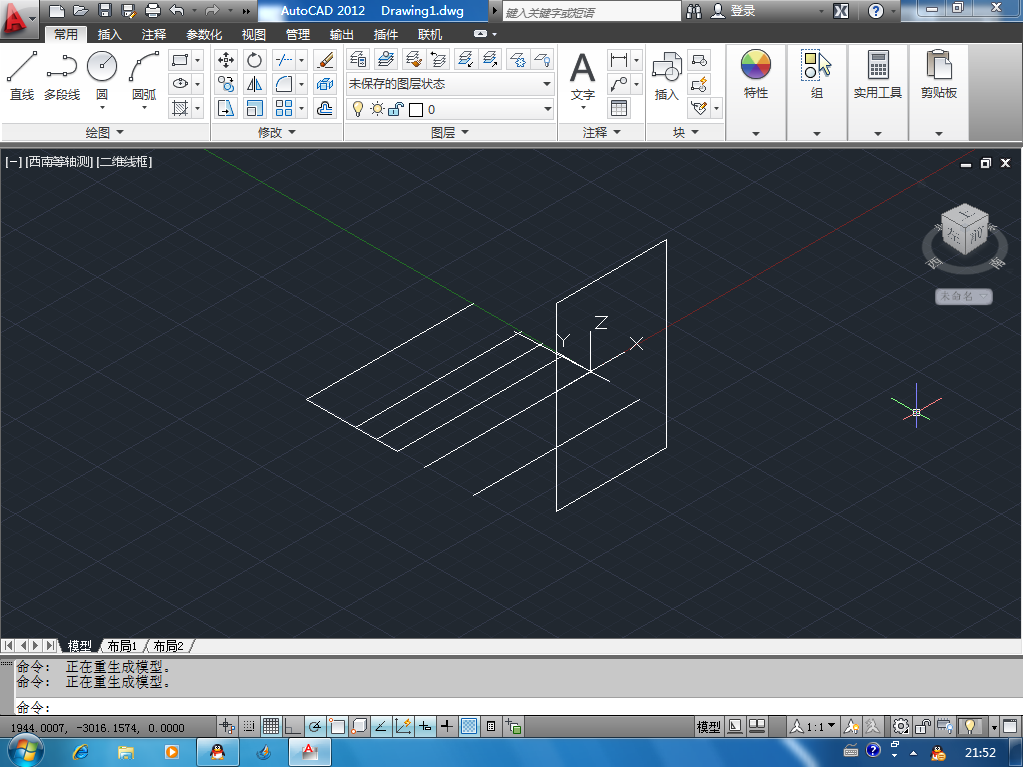 AutoCAD 2012 Drawing1.dwg
键入关键字或短语
登录
常用 插入 注释 参数化 视图 管理 输出 插件 联机
直线 多段线 圆 圆弧
未保存的图层状态
0
文字
插入
特性
组
实用工具
剪贴板
绘图
修改
图层
注释
块
[−] [西南等轴测] [二维线框]
上
左 前
西 南
未命名
Z
Y
X
模型 布局1 布局2
命令: 正在重生成模型。
命令: 正在重生成模型。
命令:
1944.0007, -3016.1574, 0.0000
模型
1:1
21:52